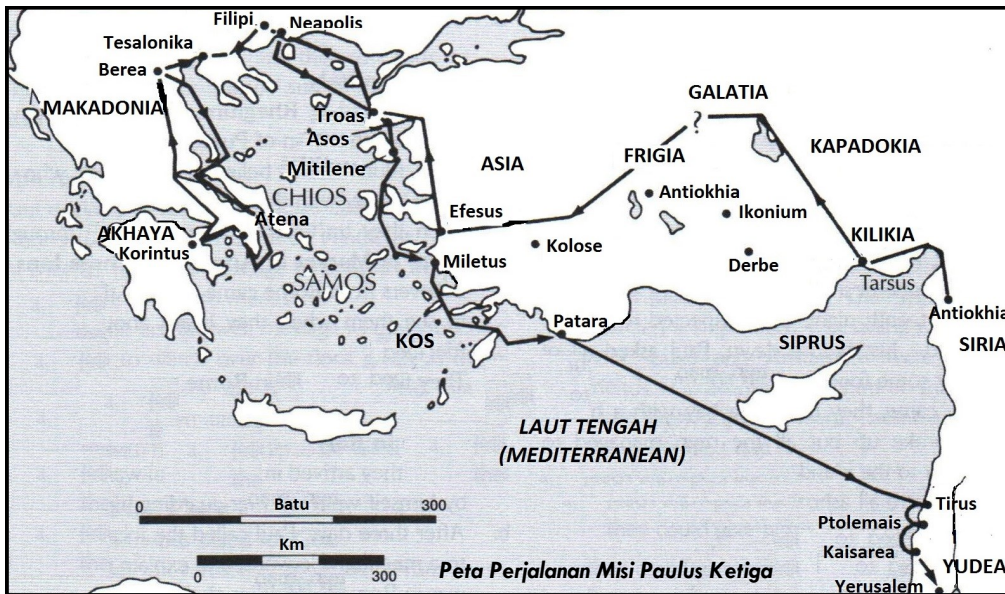 Filipi
Neapolis
Tesalonika
Berea
MAKADONIA
Troas
Asos
Mitilene
CHIOS
ASIA
GALATIA
?
FRIGIA
KAPADOKIA
Antiokhia
Ikonium
Efesus
Atena
AKHAYA
Korintus
Kolose
Derbe
KILIKIA
Tarsus
Miletus
SAMOS
Antiokhia
SIRIA
KOS
Patara
SIPRUS
LAUT TENGAH
(MEDITERRANEAN)
Tirus
Ptolemais
Kaisarea
YUDEA
Yerusalem
Batu
0
300
Km
0
300
Peta Perjalanan Misi Paulus Ketiga